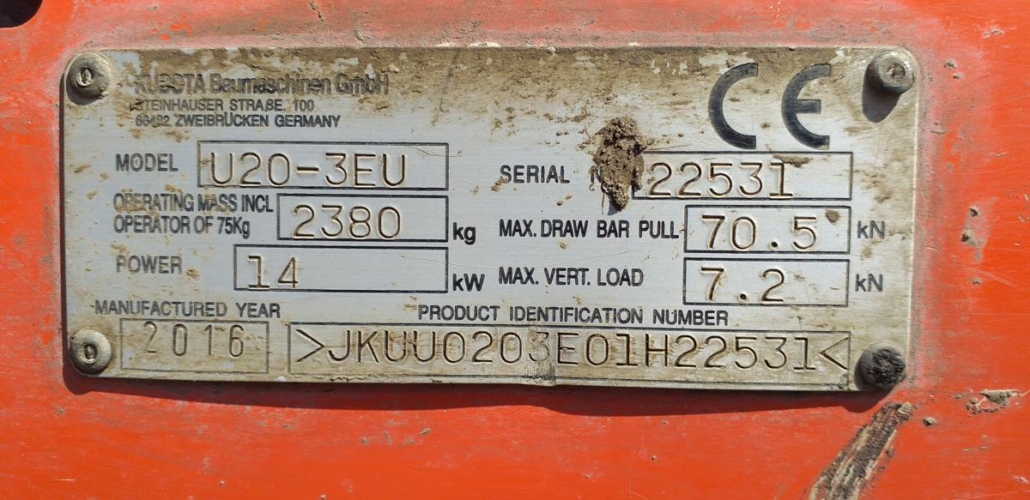 KUBOTA Baumaschinen GmbH
STEINHAUSER STRAßE, 100
66482 ZWEIBRÜCKEN GERMANY
CE
MODEL U20-3EU
SERIAL 22531
OPERATING MASS INCL
OPERATOR OF 75Kg 2380 kg
MAX. DRAW BAR PULL 70.5 kN
POWER 14 kW
MAX. VERT. LOAD 7.2 kN
MANUFACTURED YEAR
2016
PRODUCT IDENTIFICATION NUMBER
>JKUU0203E01H22531<